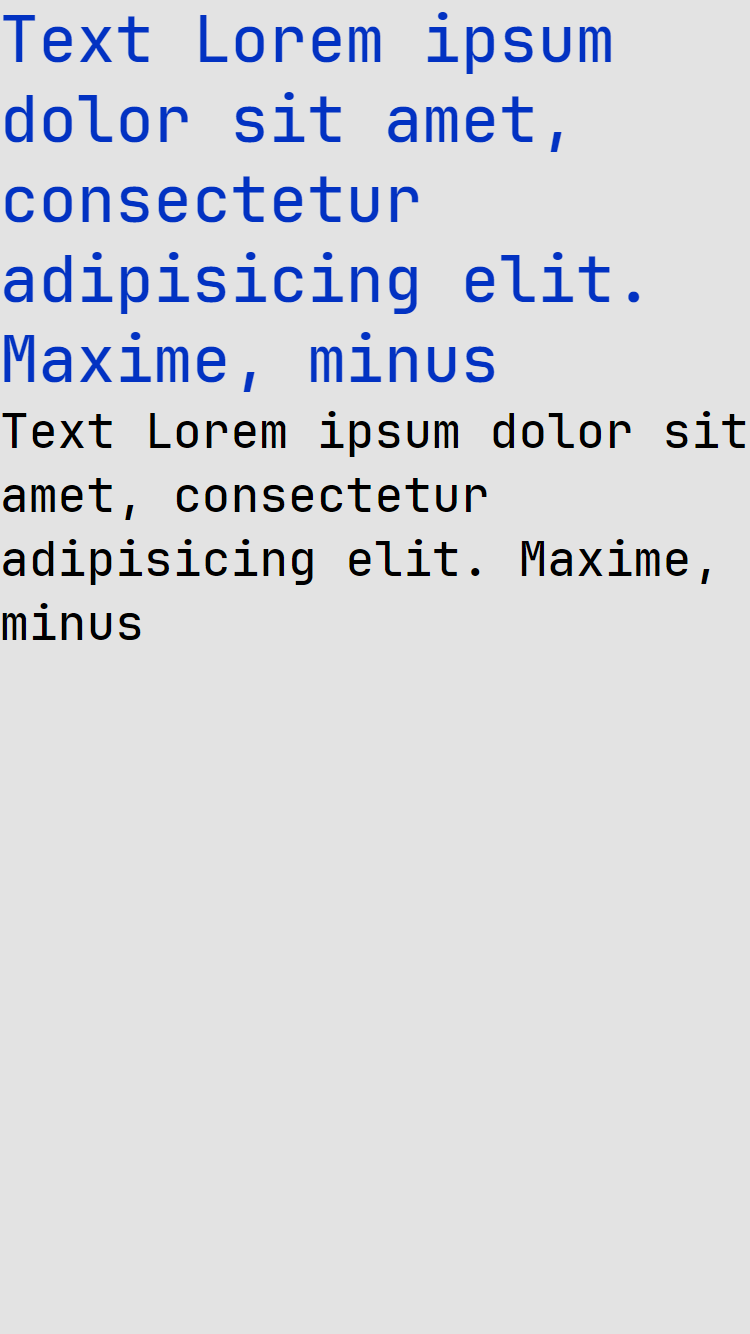 Text Lorem ipsum
dolor sit amet,
consectetur
adipisicing elit.
Maxime, minus
Text Lorem ipsum dolor sit
amet, consectetur
adipisicing elit. Maxime,
minus